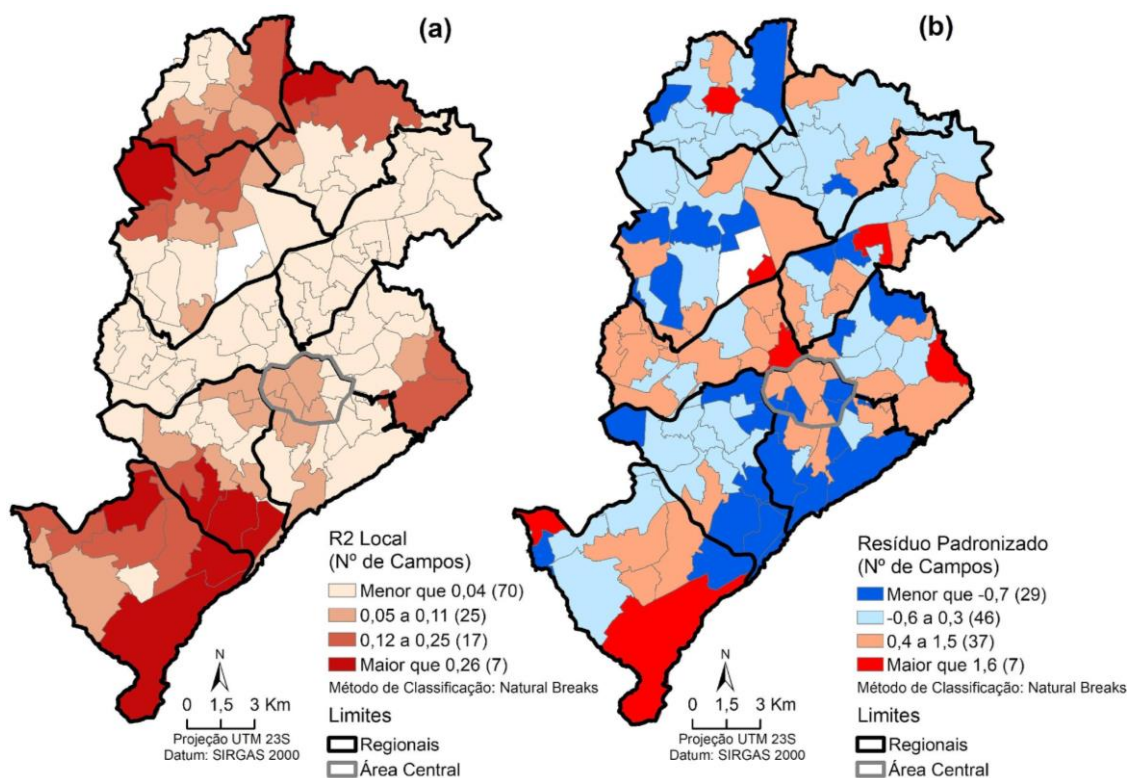 (a)
R2 Local
(Nº de Campos)
Menor que 0,04 (70)
0,05 a 0,11 (25)
0,12 a 0,25 (17)
Maior que 0,26 (7)
Método de Classificação: Natural Breaks
Limites
Regionais
Área Central
N
0 1,5 3 Km
Projeção UTM 23S
Datum: SIRGAS 2000
(b)
Resíduo Padronizado
(Nº de Campos)
Menor que -0,7 (29)
-0,6 a 0,3 (46)
0,4 a 1,5 (37)
Maior que 1,6 (7)
Método de Classificação: Natural Breaks
Limites
Regionais
Área Central
N
0 1,5 3 Km
Projeção UTM 23S
Datum: SIRGAS 2000